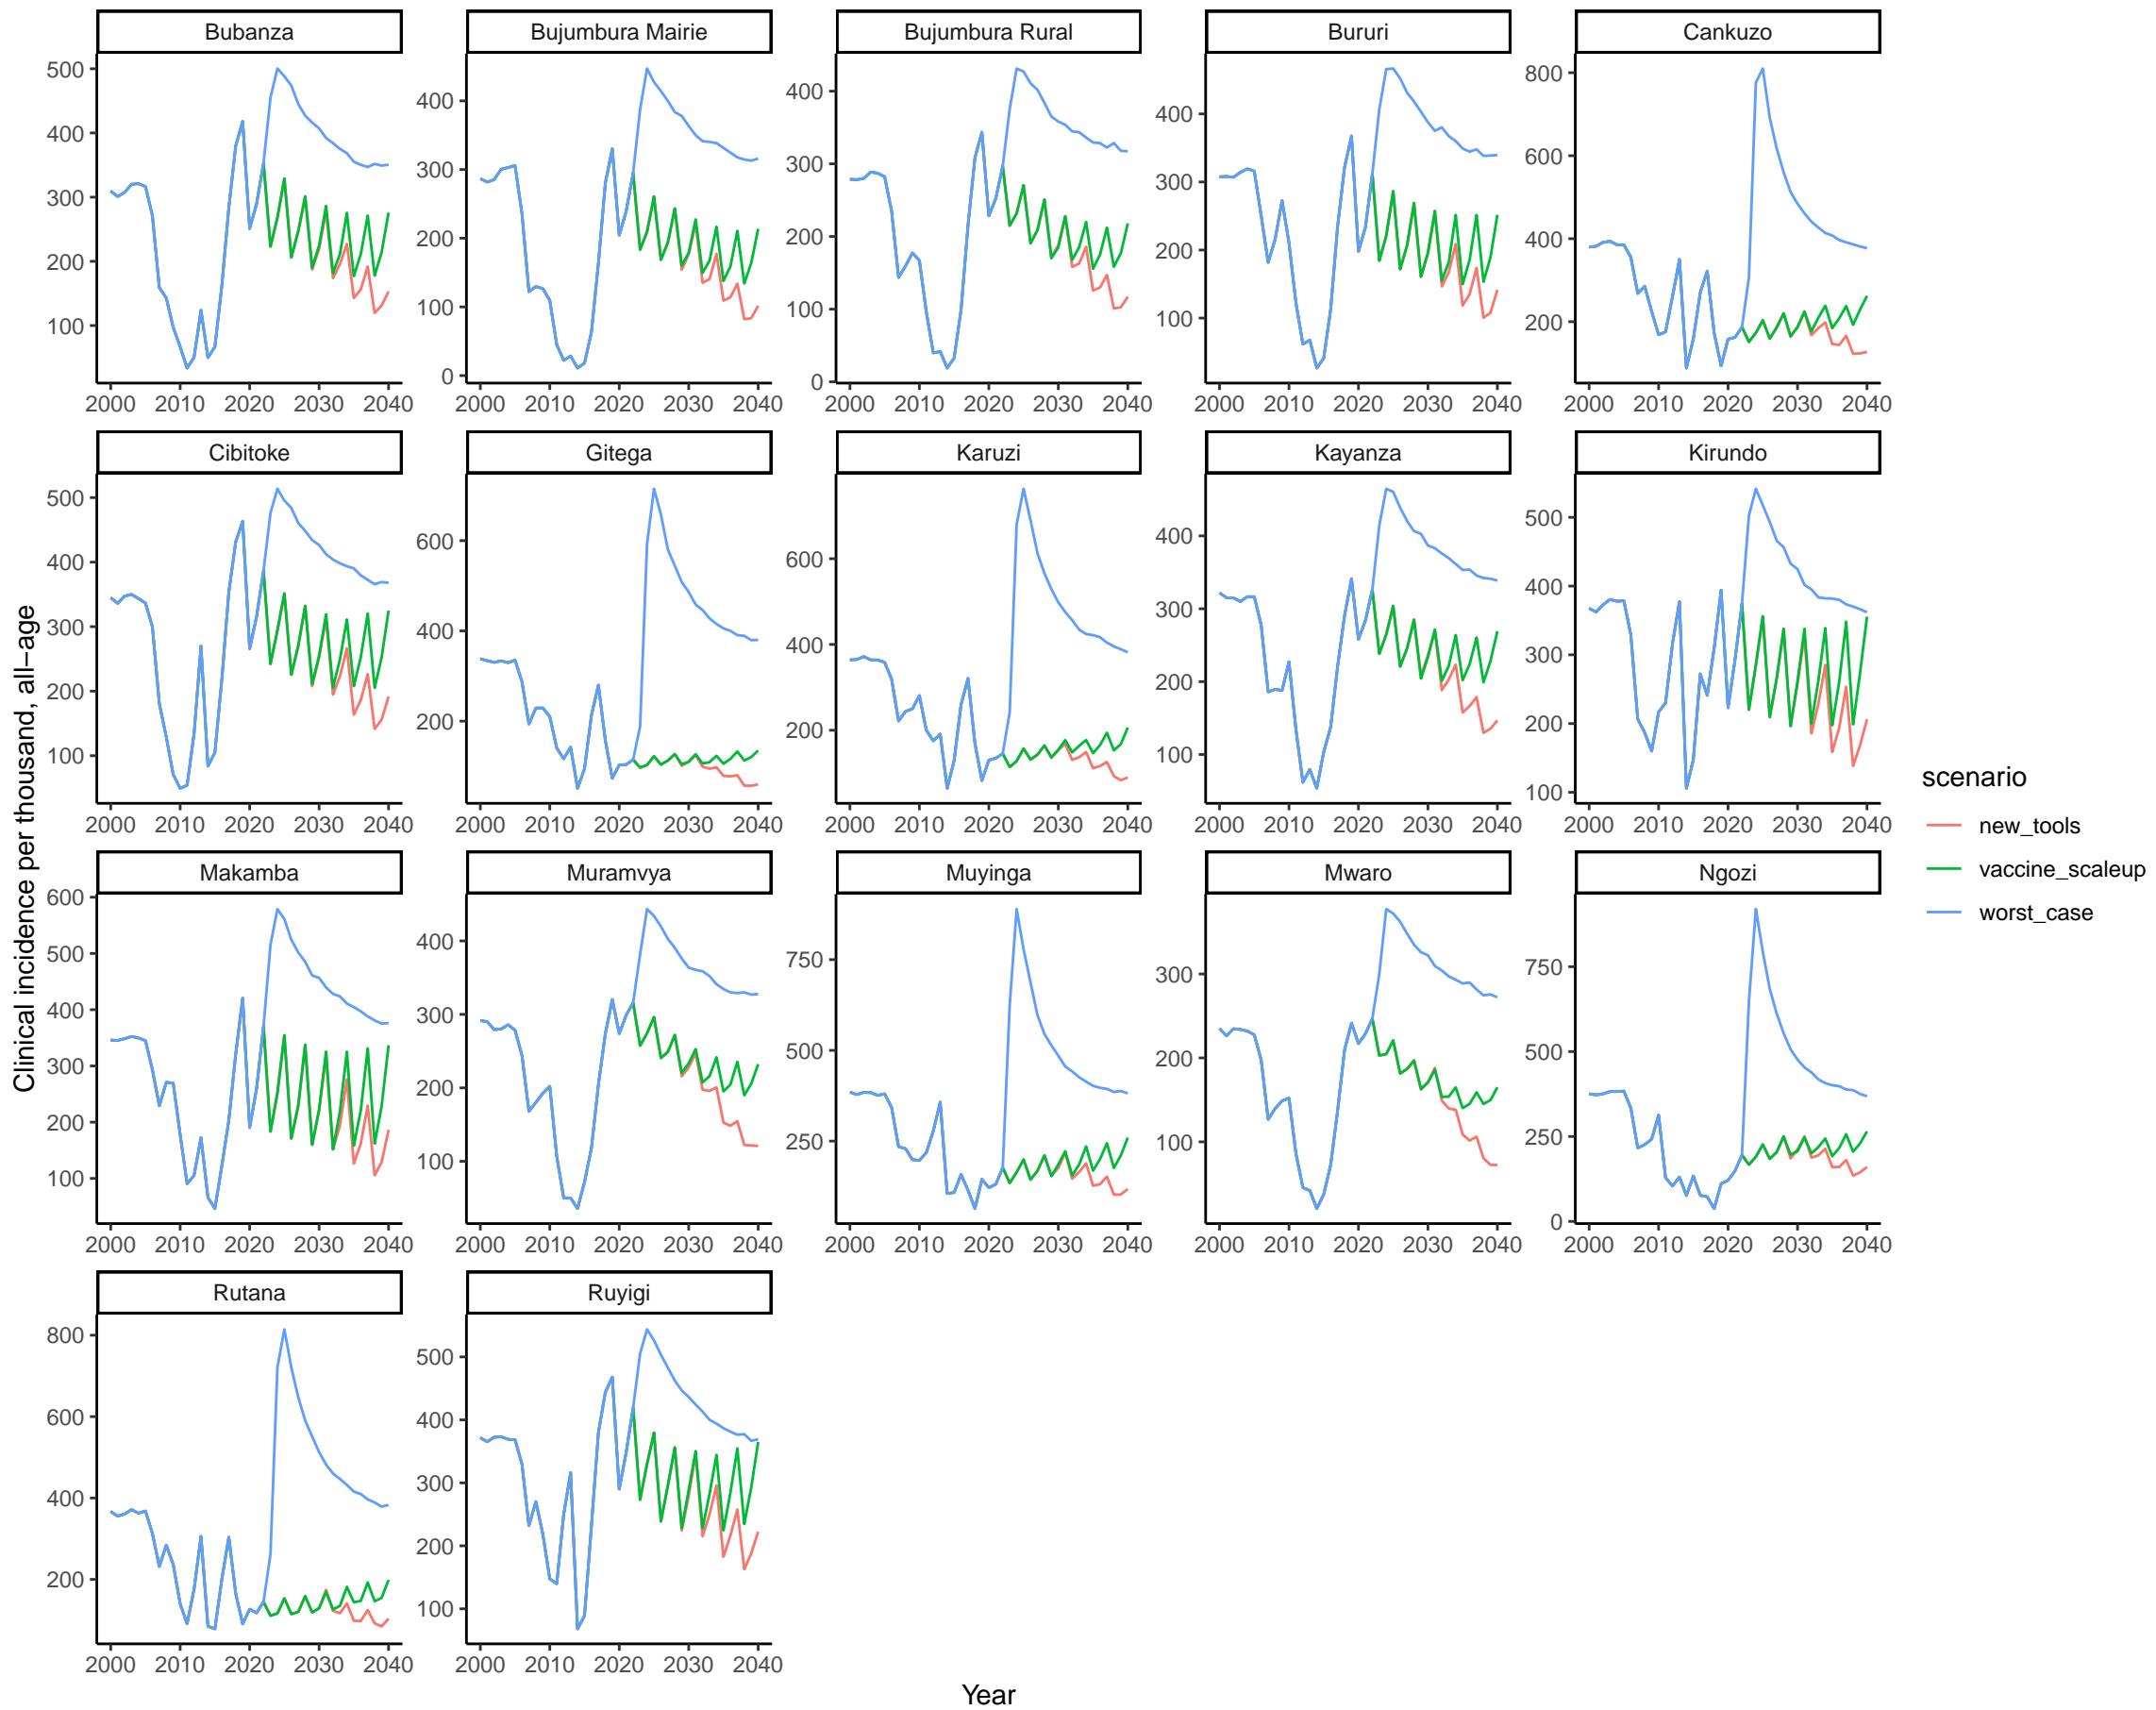 Bubanza
Bujumbura Mairie
Bujumbura Rural
Bururi
Cankuzo
500
400
300
200
100
400
300
200
100
0
400
300
200
100
0
400
300
200
100
800
600
400
200
2000 2010 2020 2030 2040
2000 2010 2020 2030 2040
2000 2010 2020 2030 2040
2000 2010 2020 2030 2040
2000 2010 2020 2030 2040
Cibitoke
Gitega
Karuzi
Kayanza
Kirundo
500
400
300
200
100
600
400
200
600
400
200
400
300
200
100
500
400
300
200
100
2000 2010 2020 2030 2040
2000 2010 2020 2030 2040
2000 2010 2020 2030 2040
2000 2010 2020 2030 2040
2000 2010 2020 2030 2040
Makamba
Muramvya
Muyinga
Mwaro
Ngozi
600
500
400
300
200
100
400
300
200
100
750
500
250
300
200
100
750
500
250
0
2000 2010 2020 2030 2040
2000 2010 2020 2030 2040
2000 2010 2020 2030 2040
2000 2010 2020 2030 2040
2000 2010 2020 2030 2040
Rutana
Ruyigi
800
600
400
200
500
400
300
200
100
2000 2010 2020 2030 2040
2000 2010 2020 2030 2040
Clinical incidence per thousand, all−age
Year
scenario
new_tools
vaccine_scaleup
worst_case